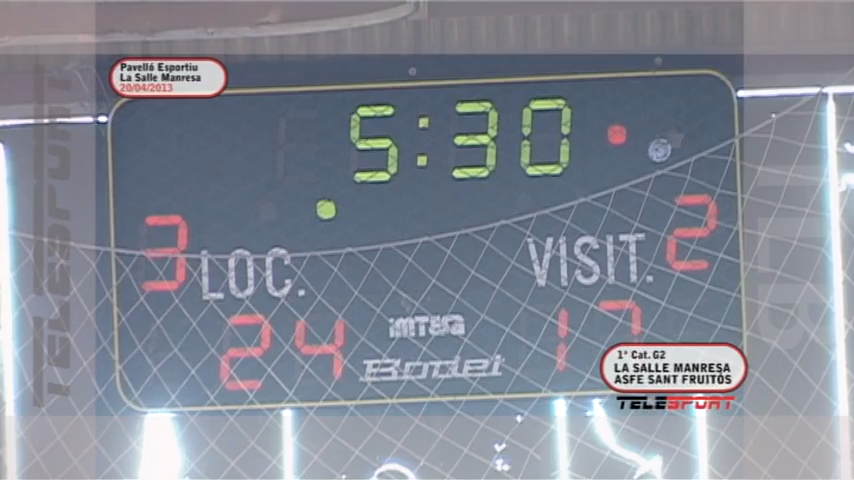 Pavelló Esportiu
La Salle Manresa
20/04/2013
5:30
3 LOC. VISIT. 2
24 imtesa 17
Bodet
1ª Cat. G2
LA SALLE MANRESA
ASFE SANT FRUITÓS
TELESPORT
TELESPORT